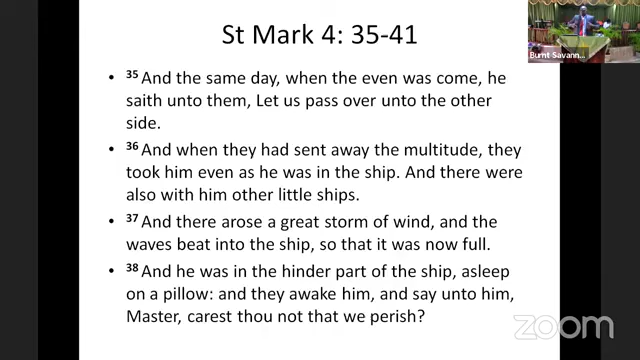 St Mark 4: 35-41
• 35 And the same day, when the even was come, he
saith unto them, Let us pass over unto the other
side.
• 36 And when they had sent away the multitude, they
took him even as he was in the ship. And there were
also with him other little ships.
• 37 And there arose a great storm of wind, and the
waves beat into the ship, so that it was now full.
• 38 And he was in the hinder part of the ship, asleep
on a pillow: and they awake him, and say unto him,
Master, carest thou not that we perish?
Burnt Savann...
zoom